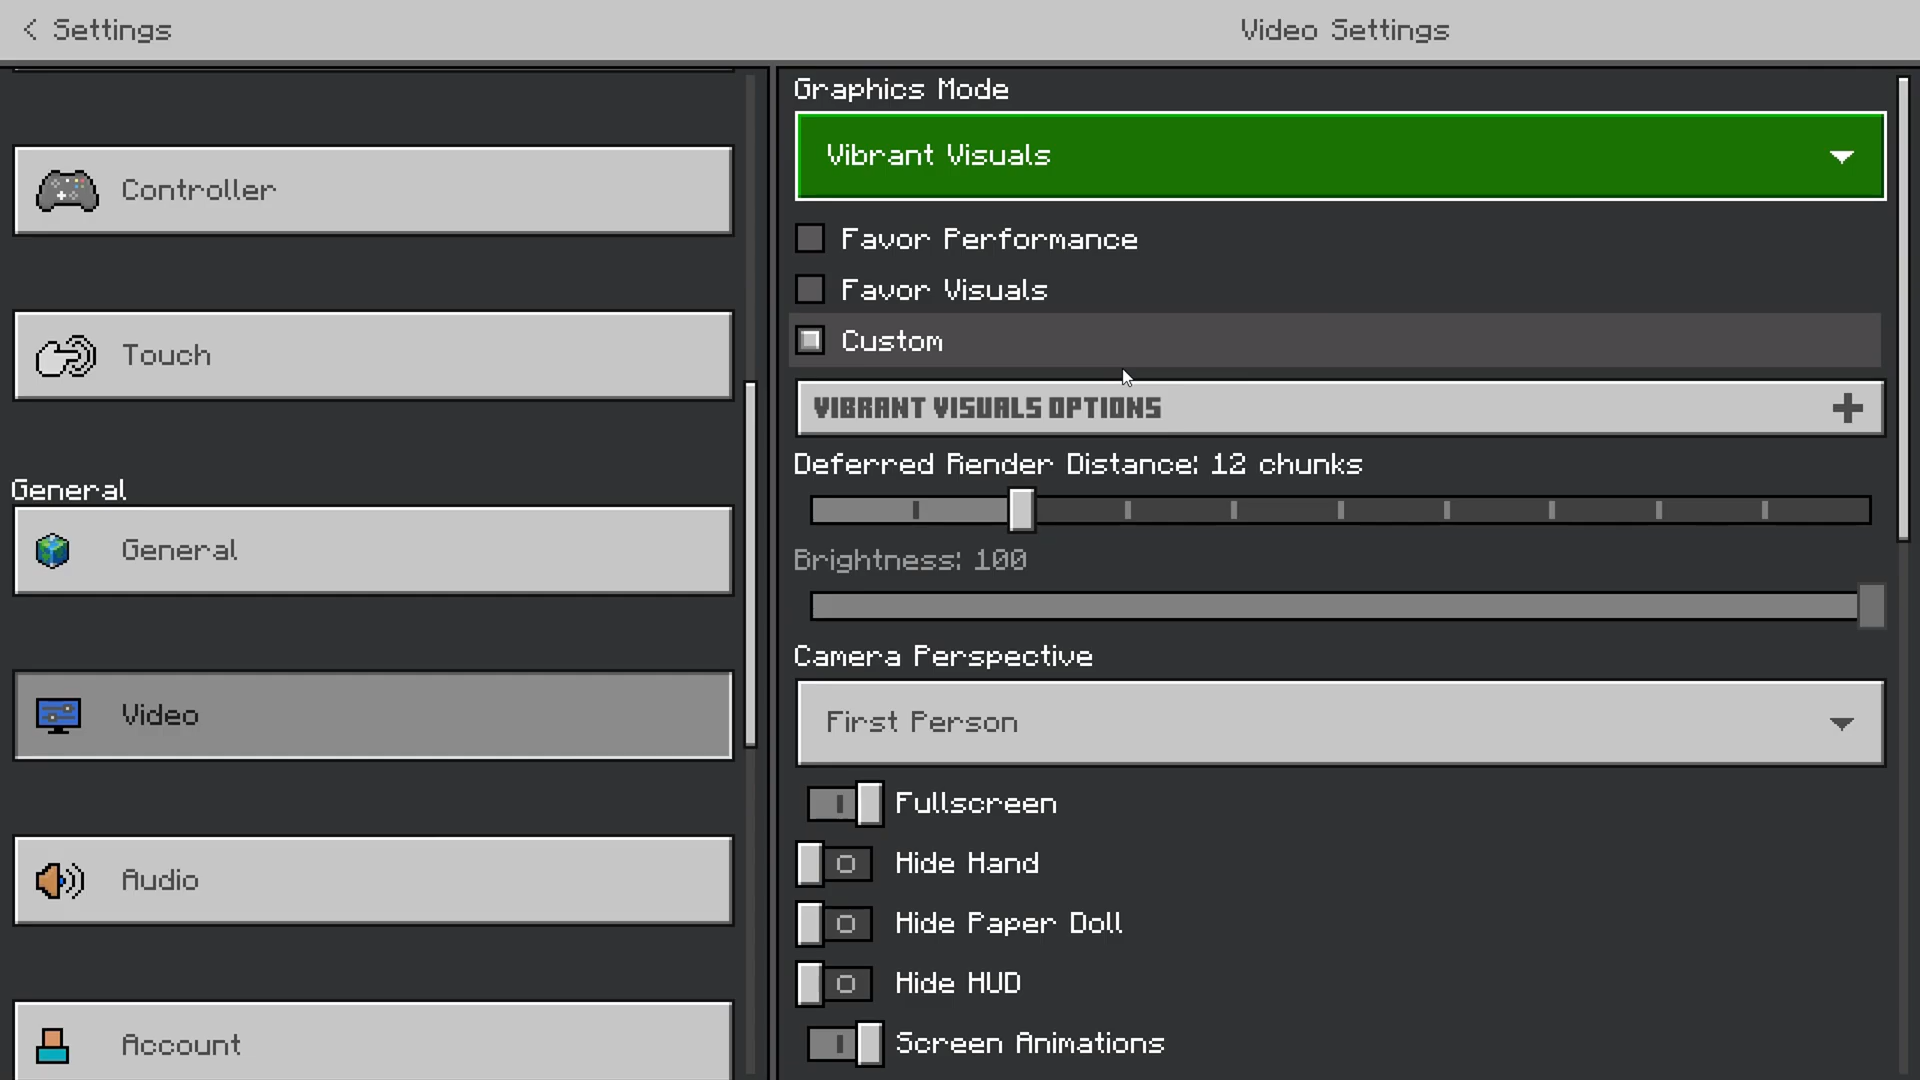 Settings
Video Settings
Controller
Touch
General
General
Video
Audio
Account
Graphics Mode
Vibrant Visuals
Favor Performance
Favor Visuals
Custom
VIBRANT VISUALS OPTIONS
Deferred Render Distance: 12 chunks
Brightness: 100
Camera Perspective
First Person
Fullscreen
Hide Hand
Hide Paper Doll
Hide HUD
Screen Animations